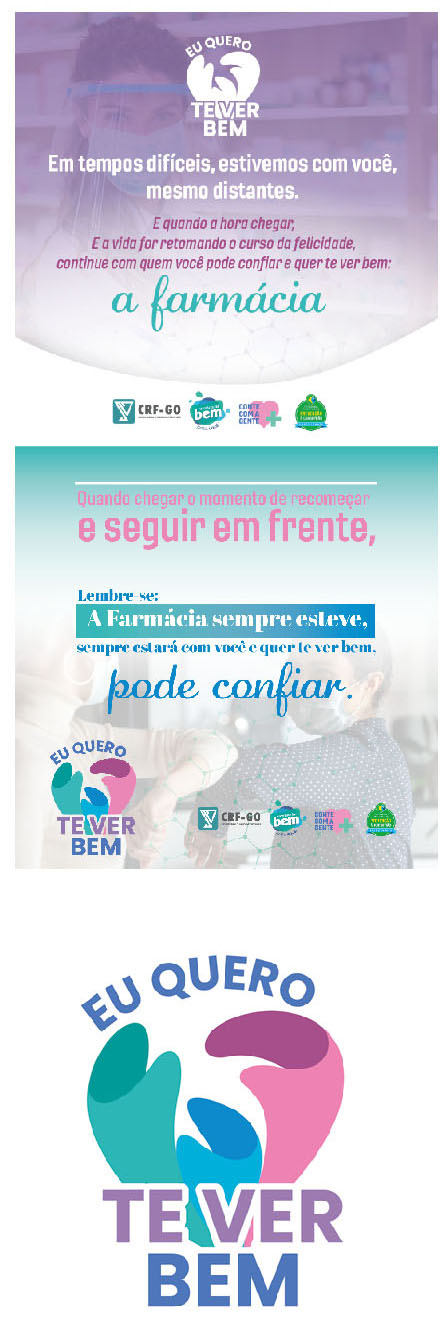 EU QUERO
TE VER
BEM
Em tempos difíceis, estivemos com você,
mesmo distantes.
E quando a hora chegar,
E a vida for retomando o curso da felicidade,
continue com quem você pode confiar e quer te ver bem:
a farmácia
CRF-GO
bem
CONTE
COM A
GENTE
Quando chegar o momento de recomeçar
e seguir em frente,
Lembre-se:
A Farmácia sempre esteve,
sempre estará com você e quer te ver bem,
pode confiar.
EU QUERO
TE VER
BEM
CRF-GO
bem
CONTE
COM A
GENTE
EU QUERO
TE VER
BEM